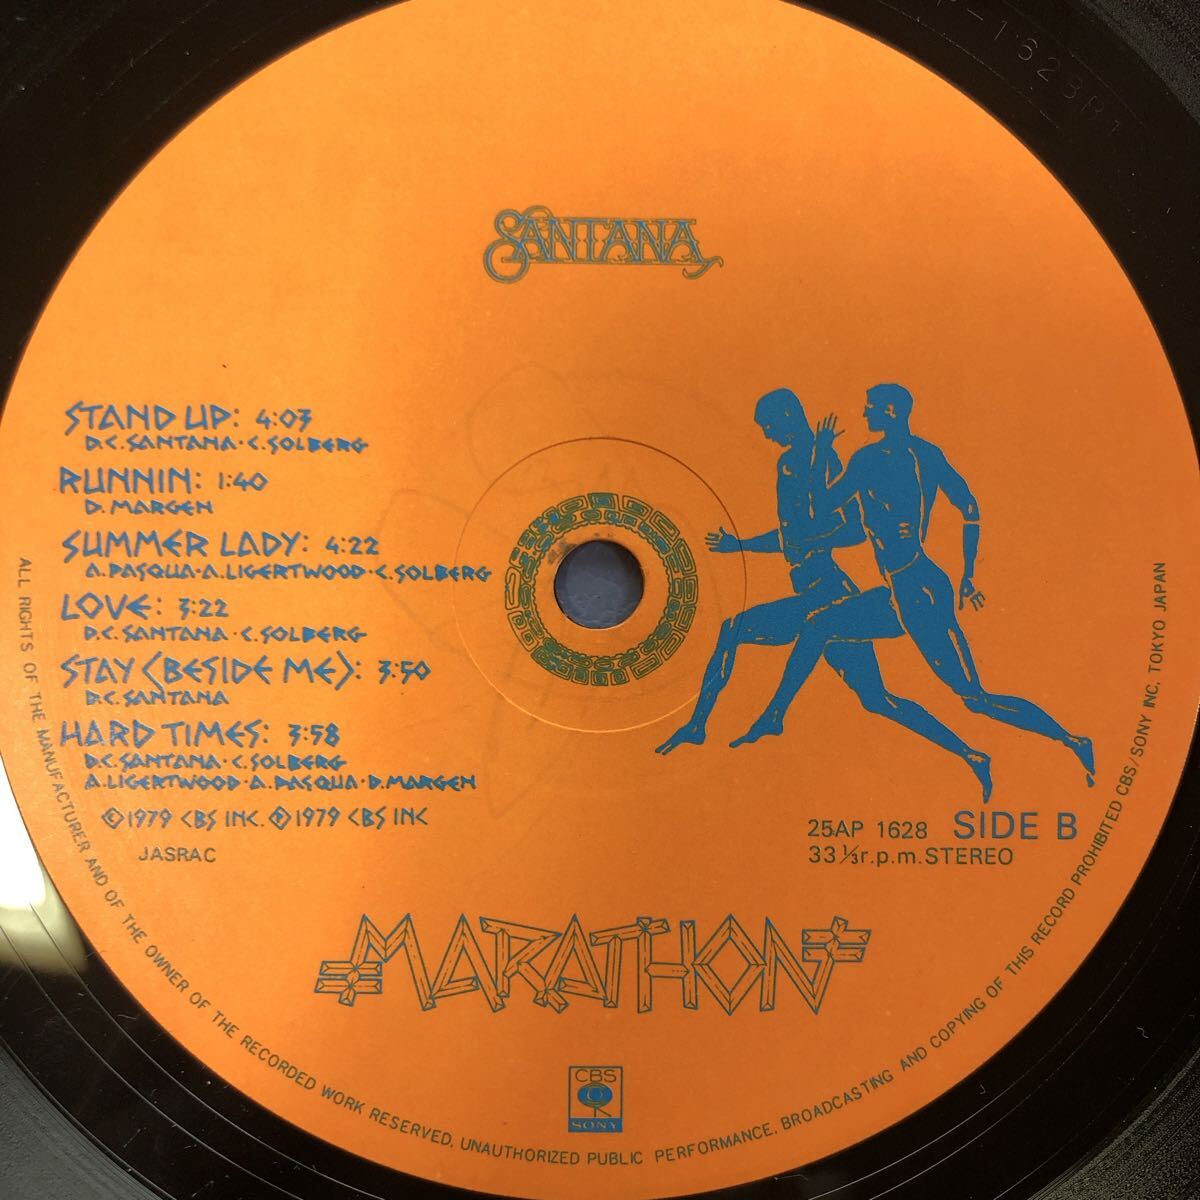 SANTANA
STAND UP: 4:03
D.C. SANTANA·C. SOLBERG
RUNNIN: 1:40
D. MARGEN
SUMMER LADY: 4:22
A. PASQUA·A. LIGERTWOOD·C. SOLBERG
LOVE: 3:22
D.C. SANTANA·C. SOLBERG
STAY (BESIDE ME): 3:50
D.C. SANTANA
HARD TIMES: 3:58
D.C. SANTANA·C. SOLBERG
A. LIGERTWOOD·A. PASQUA·D. MARGEN
©1979 CBS INC. ℗1979 CBS INC
JASRAC
25AP 1628 SIDE B
33⅓r.p.m. STEREO
MARATHON
CBS
SONY
ALL RIGHTS OF THE MANUFACTURER AND OF THE OWNER OF THE RECORDED WORK RESERVED. UNAUTHORIZED PUBLIC PERFORMANCE, BROADCASTING AND COPYING OF THIS RECORD PROHIBITED CBS/SONY INC. TOKYO JAPAN